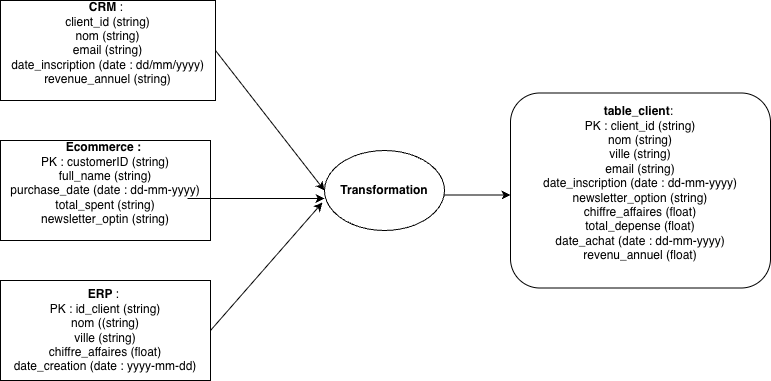 CRM :
client_id (string)
nom (string)
email (string)
date_inscription (date : dd/mm/yyyy)
revenue_annuel (string)
Ecommerce :
PK : customerID (string)
full_name (string)
purchase_date (date : dd-mm-yyyy)
total_spent (string)
newsletter_optin (string)
ERP :
PK : id_client (string)
nom ((string)
ville (string)
chiffre_affaires (float)
date_creation (date : yyyy-mm-dd)
Transformation
table_client:
PK : client_id (string)
nom (string)
ville (string)
email (string)
date_inscription (date : dd-mm-yyyy)
newsletter_option (string)
chiffre_affaires (float)
total_depense (float)
date_achat (date : dd-mm-yyyy)
revenu_annuel (float)